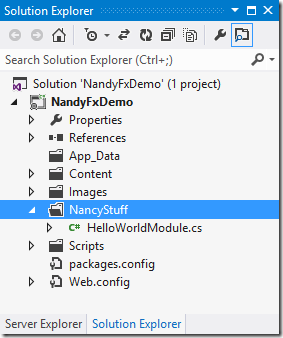 Solution Explorer
Search Solution Explorer (Ctrl+;)
Solution 'NandyFxDemo' (1 project)
NandyFxDemo
Properties
References
App_Data
Content
Images
NancyStuff
C# HelloWorldModule.cs
Scripts
packages.config
Web.config
Server Explorer Solution Explorer